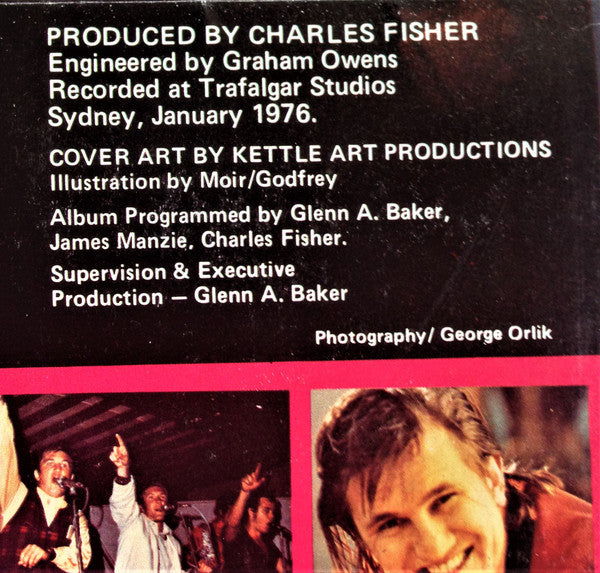 PRODUCED BY CHARLES FISHER
Engineered by Graham Owens
Recorded at Trafalgar Studios
Sydney, January 1976.
COVER ART BY KETTLE ART PRODUCTIONS
Illustration by Moir/Godfrey
Album Programmed by Glenn A. Baker,
James Manzie, Charles Fisher.
Supervision & Executive
Production — Glenn A. Baker
Photography/ George Orlik